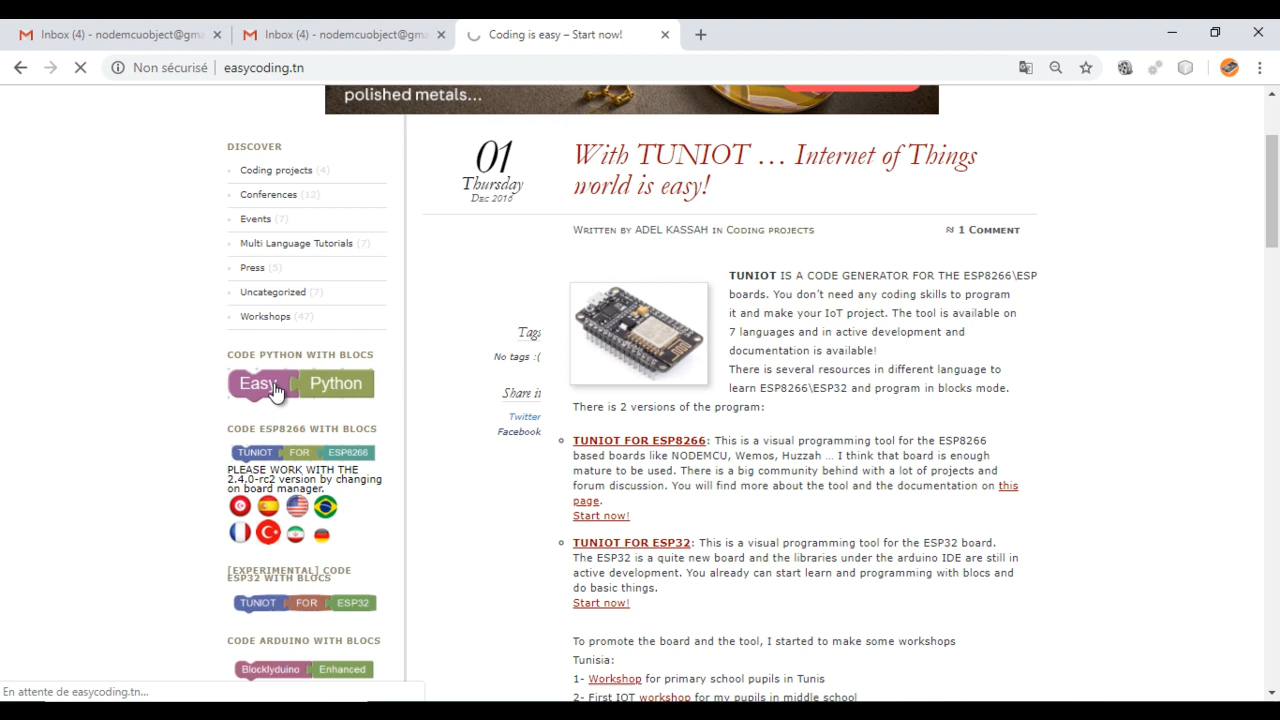 Inbox (4) - nodemcuobject@gma
Inbox (4) - nodemcuobject@gm
Coding is easy – Start now!
Non sécurisé
easycoding.tn
polished metals...
DISCOVER
Coding projects (4)
Conferences (12)
Events (7)
Multi Language Tutorials (7)
Press (5)
Uncategorized (7)
Workshops (47)
CODE PYTHON WITH BLOCS
Easy Python
CODE ESP8266 WITH BLOCS
TUNIOT FOR ESP8266
PLEASE WORK WITH THE
2.4.0-rc2 version by changing
on board manager.
[EXPERIMENTAL] CODE
ESP32 WITH BLOCS
TUNIOT FOR ESP32
CODE ARDUINO WITH BLOCS
Blocklyduino Enhanced
01
Thursday
Dec 2016
With TUNIOT … Internet of Things
world is easy!
WRITTEN BY ADEL KASSAH IN CODING PROJECTS
≈ 1 COMMENT
Tags
No tags :(
Share it
Twitter
Facebook
TUNIOT IS A CODE GENERATOR FOR THE ESP8266\ESP
boards. You don’t need any coding skills to program
it and make your IoT project. The tool is available on
7 languages and in active development and
documentation is available!
There is several resources in different language to
learn ESP8266\ESP32 and program in blocks mode.
There is 2 versions of the program:
TUNIOT FOR ESP8266: This is a visual programming tool for the ESP8266
based boards like NODEMCU, Wemos, Huzzah … I think that board is enough
mature to be used. There is a big community behind with a lot of projects and
forum discussion. You will find more about the tool and the documentation on this
page.
Start now!
TUNIOT FOR ESP32: This is a visual programming tool for the ESP32 board.
The ESP32 is a quite new board and the libraries under the arduino IDE are still in
active development. You already can start learn and programming with blocs and
do basic things.
Start now!
To promote the board and the tool, I started to make some workshops
Tunisia:
1- Workshop for primary school pupils in Tunis
2- First IOT workshop for my pupils in middle school
En attente de easycoding.tn...